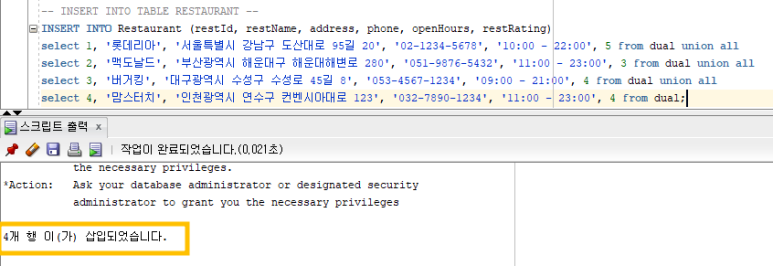 -- INSERT INTO TABLE RESTAURANT --
INSERT INTO Restaurant (restId, restName, address, phone, openHours, restRating)
select 1, '롯데리아', '서울특별시 강남구 도산대로 95길 20', '02-1234-5678', '10:00 - 22:00', 5 from dual union all
select 2, '맥도날드', '부산광역시 해운대구 해운대해변로 280', '051-9876-5432', '11:00 - 23:00', 3 from dual union all
select 3, '버거킹', '대구광역시 수성구 수성로 45길 8', '053-4567-1234', '09:00 - 21:00', 4 from dual union all
select 4, '맘스터치', '인천광역시 연수구 컨벤시아대로 123', '032-7890-1234', '11:00 - 23:00', 4 from dual;
스크립트 출력 x
작업이 완료되었습니다.(0,021초)
the necessary privileges.
*Action: Ask your database administrator or designated security
administrator to grant you the necessary privileges
4개 행 이(가) 삽입되었습니다.